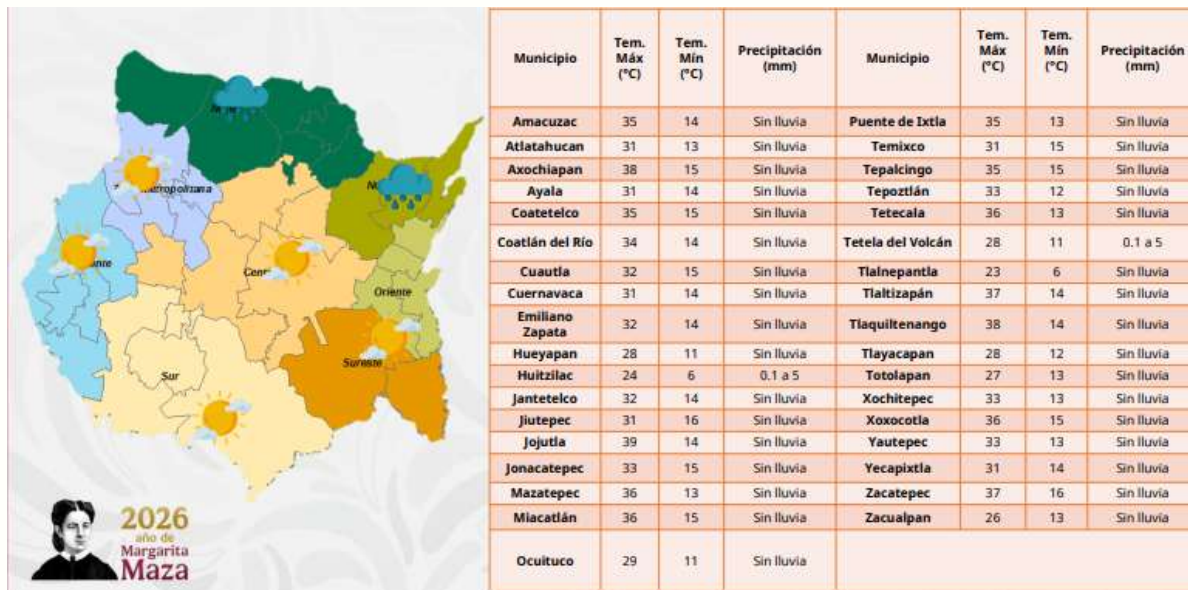 Metropolitana
Oriente
Sureste
Sur
2026
año de
Margarita
Maza
Municipio Tem. Máx (°C) Tem. Mín (°C) Precipitación (mm) Municipio Tem. Máx (°C) Tem. Mín (°C) Precipitación (mm)
Amacuzac 35 14 Sin lluvia Puente de Ixtla 35 13 Sin lluvia
Atlatahucan 31 13 Sin lluvia Temixco 31 15 Sin lluvia
Axochiapan 38 15 Sin lluvia Tepalcingo 35 15 Sin lluvia
Ayala 31 14 Sin lluvia Tepoztlán 33 12 Sin lluvia
Coatetelco 35 15 Sin lluvia Tetecala 36 13 Sin lluvia
Coatlán del Río 34 14 Sin lluvia Tetela del Volcán 28 11 0.1 a 5
Cuautla 32 15 Sin lluvia Tlalnepantla 23 6 Sin lluvia
Cuernavaca 31 14 Sin lluvia Tlaltizapán 37 14 Sin lluvia
Emiliano Zapata 32 14 Sin lluvia Tlaquiltenango 38 14 Sin lluvia
Hueyapan 28 11 Sin lluvia Tlayacapan 28 12 Sin lluvia
Huitzilac 24 6 0.1 a 5 Totolapan 27 13 Sin lluvia
Jantetelco 32 14 Sin lluvia Xochitepec 33 13 Sin lluvia
Jiutepec 31 16 Sin lluvia Xoxocotla 36 15 Sin lluvia
Jojutla 39 14 Sin lluvia Yautepec 33 13 Sin lluvia
Jonacatepec 33 15 Sin lluvia Yecapixtla 31 14 Sin lluvia
Mazatepec 36 13 Sin lluvia Zacatepec 37 16 Sin lluvia
Miacatlán 36 15 Sin lluvia Zacualpan 26 13 Sin lluvia
Ocuituco 29 11 Sin lluvia